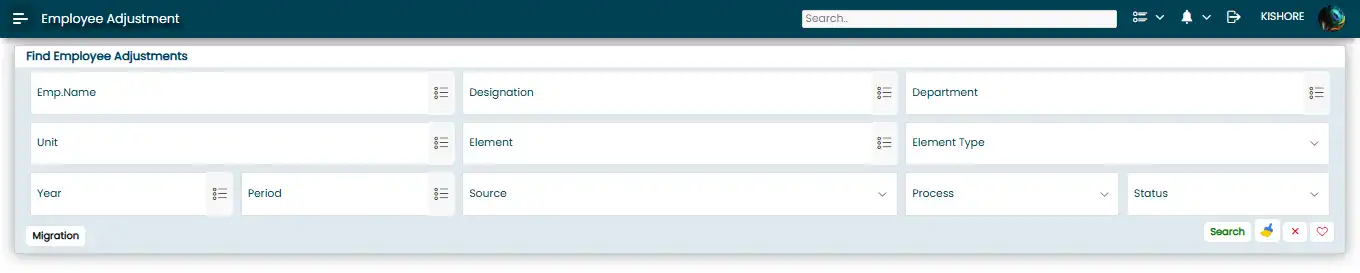 Employee Adjustment Search.. KISHORE
Find Employee Adjustments
Emp.Name Designation Department
Unit Element Element Type
Year Period Source Process Status
Migration Search